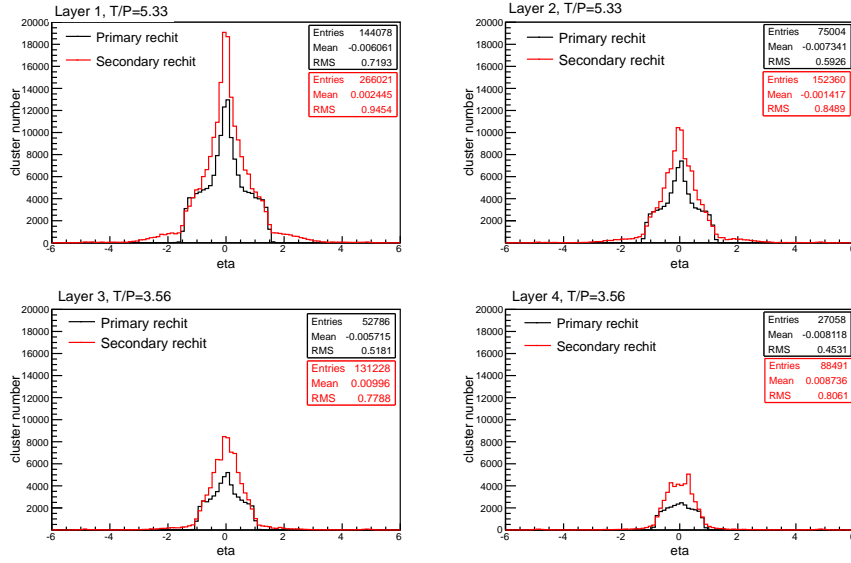 Layer 1, T/P=5.33
20000
18000
16000
14000
12000
10000
8000
6000
4000
2000
0
cluster number
Primary rechit
Secondary rechit
Entries 144078
Mean -0.006061
RMS 0.7193
Entries 266021
Mean 0.002445
RMS 0.9454
-6 -4 -2 0 2 4 6
eta
Layer 2, T/P=5.33
20000
18000
16000
14000
12000
10000
8000
6000
4000
2000
0
cluster number
Primary rechit
Secondary rechit
Entries 75004
Mean -0.007341
RMS 0.5926
Entries 152360
Mean -0.001417
RMS 0.8489
-6 -4 -2 0 2 4 6
eta
Layer 3, T/P=3.56
20000
18000
16000
14000
12000
10000
8000
6000
4000
2000
0
cluster number
Primary rechit
Secondary rechit
Entries 52786
Mean -0.005715
RMS 0.5181
Entries 131228
Mean 0.00996
RMS 0.7788
-6 -4 -2 0 2 4 6
eta
Layer 4, T/P=3.56
20000
18000
16000
14000
12000
10000
8000
6000
4000
2000
0
cluster number
Primary rechit
Secondary rechit
Entries 27058
Mean -0.008118
RMS 0.4531
Entries 88491
Mean 0.008736
RMS 0.8061
-6 -4 -2 0 2 4 6
eta